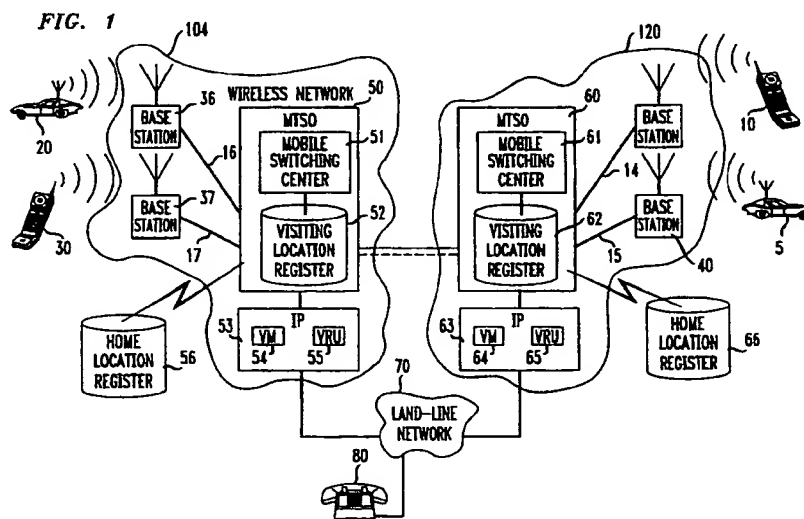 FIG. 1
104
120
WIRELESS NETWORK
50
60
20
BASE
STATION
36
16
MTSO
51
MOBILE
SWITCHING
CENTER
MTSO
61
MOBILE
SWITCHING
CENTER
14
BASE
STATION
10
30
BASE
STATION
37
17
52
VISITING
LOCATION
REGISTER
62
VISITING
LOCATION
REGISTER
15
BASE
STATION
40
5
HOME
LOCATION
REGISTER
56
53
IP
VM
54
VRU
55
63
IP
VM
64
VRU
65
HOME
LOCATION
REGISTER
66
70
LAND-LINE
NETWORK
80